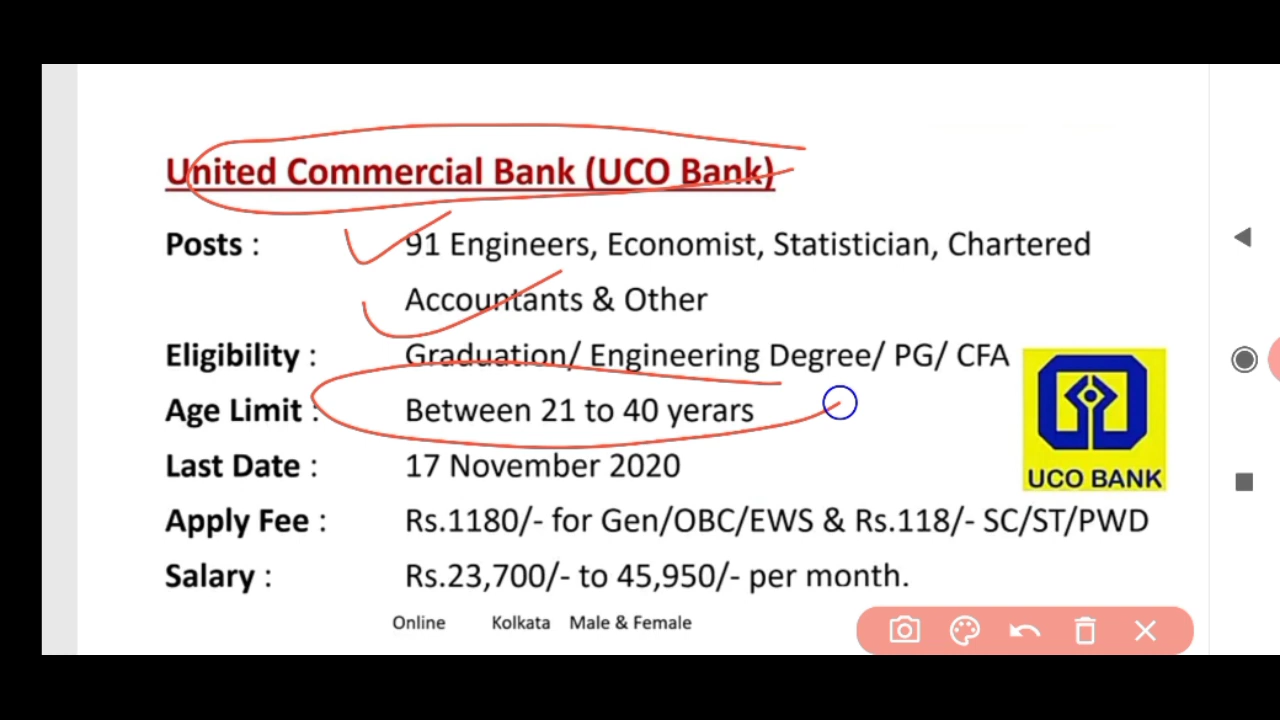 United Commercial Bank (UCO Bank)
Posts : 91 Engineers, Economist, Statistician, Chartered
Accountants & Other
Eligibility : Graduation/ Engineering Degree/ PG/ CFA
Age Limit : Between 21 to 40 yerars
Last Date : 17 November 2020
UCO BANK
Apply Fee : Rs.1180/- for Gen/OBC/EWS & Rs.118/- SC/ST/PWD
Salary : Rs.23,700/- to 45,950/- per month.
Online Kolkata Male & Female